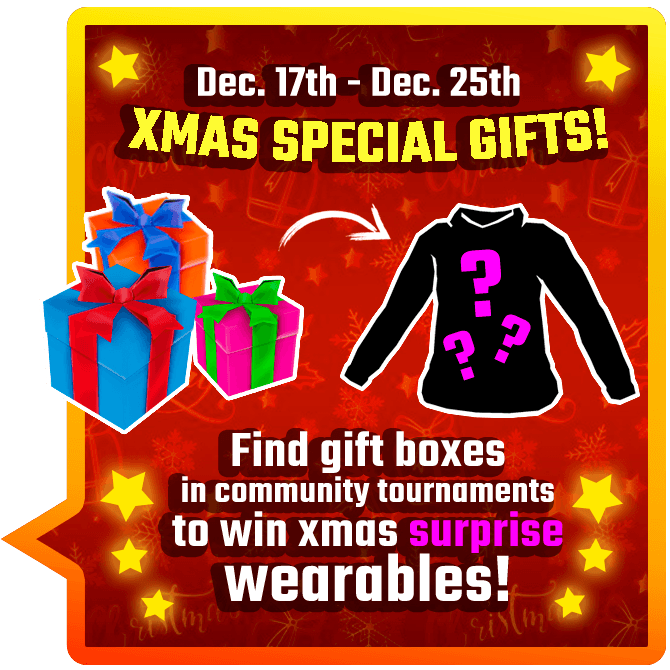 Dec. 17th - Dec. 25th
XMAS SPECIAL GIFTS!
? 
? ?
Find gift boxes
in community tournaments
to win xmas surprise
wearables!